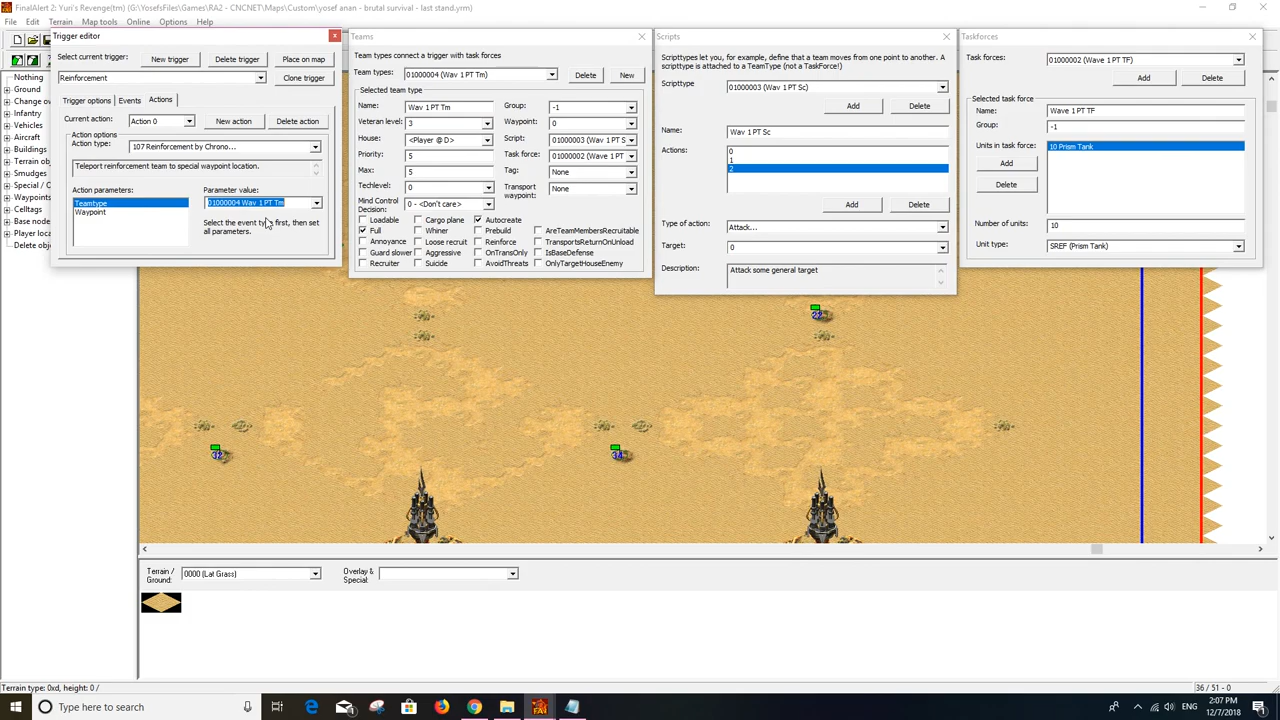 FinalAlert 2: Yuri's Revenge(tm) (G:\YosefsFiles\Games\RA2 - CNCNET\Maps\Custom\yosef anan - brutal survival - last stand.yrm)
File Edit Terrain Map tools Online Options Help
Nothing
Ground
Change ow
Infantry
Vehicles
Aircraft
Buildings
Terrain obj
Smudges
Special / O
Waypoints
Celltags
Base node
Player loca
Delete obje
Trigger editor
Select current trigger:
New trigger
Delete trigger
Place on map
Reinforcement
Clone trigger
Trigger options
Events
Actions
Current action:
Action 0
New action
Delete action
Action options
Action type:
107 Reinforcement by Chrono...
Teleport reinforcement team to special waypoint location.
Action parameters:
Parameter value:
Teamtype
Waypoint
01000004 Wav 1 PT Tm
Select the event type first, then set
all parameters.
Teams
Team types connect a trigger with task forces
Team types:
01000004 (Wav 1 PT Tm)
Delete
New
Selected team type
Name:
Wav 1 PT Tm
Group:
-1
Veteran level:
3
Waypoint:
0
House:
<Player @ D>
Script:
01000003 (Wav 1 PT S
Priority:
5
Task force:
01000002 (Wave 1 PT
Max:
5
Tag:
None
Techlevel:
0
Transport
waypoint:
None
Mind Control
Decision:
0 - <Don't care>
Loadable
Cargo plane
Autocreate
Full
Whiner
Prebuild
AreTeamMembersRecruitable
Annoyance
Loose recruit
Reinforce
TransportsReturnOnUnload
Guard slower
Aggressive
OnTransOnly
IsBaseDefense
Recruiter
Suicide
AvoidThreats
OnlyTargetHouseEnemy
Scripts
Scripttypes let you, for example, define that a team moves from one point to another. A
scripttype is attached to a TeamType (not a TaskForce!)
Scripttype
01000003 (Wav 1 PT Sc)
Add
Delete
Name:
Wav 1 PT Sc
Actions:
0
1
2
Add
Delete
Type of action:
Attack...
Target:
0
Description:
Attack some general target
Taskforces
Task forces:
01000002 (Wave 1 PT TF)
Add
Delete
Selected task force
Name:
Wave 1 PT TF
Group:
-1
Units in task force:
10 Prism Tank
Add
Delete
Number of units:
10
Unit type:
SREF (Prism Tank)
32
Terrain /
Ground:
0000 (Lat Grass)
Overlay &
Special:
Terrain type: 0xd, height: 0 /
36 / 51 - 0
Type here to search
ENG
2:07 PM
12/7/2018